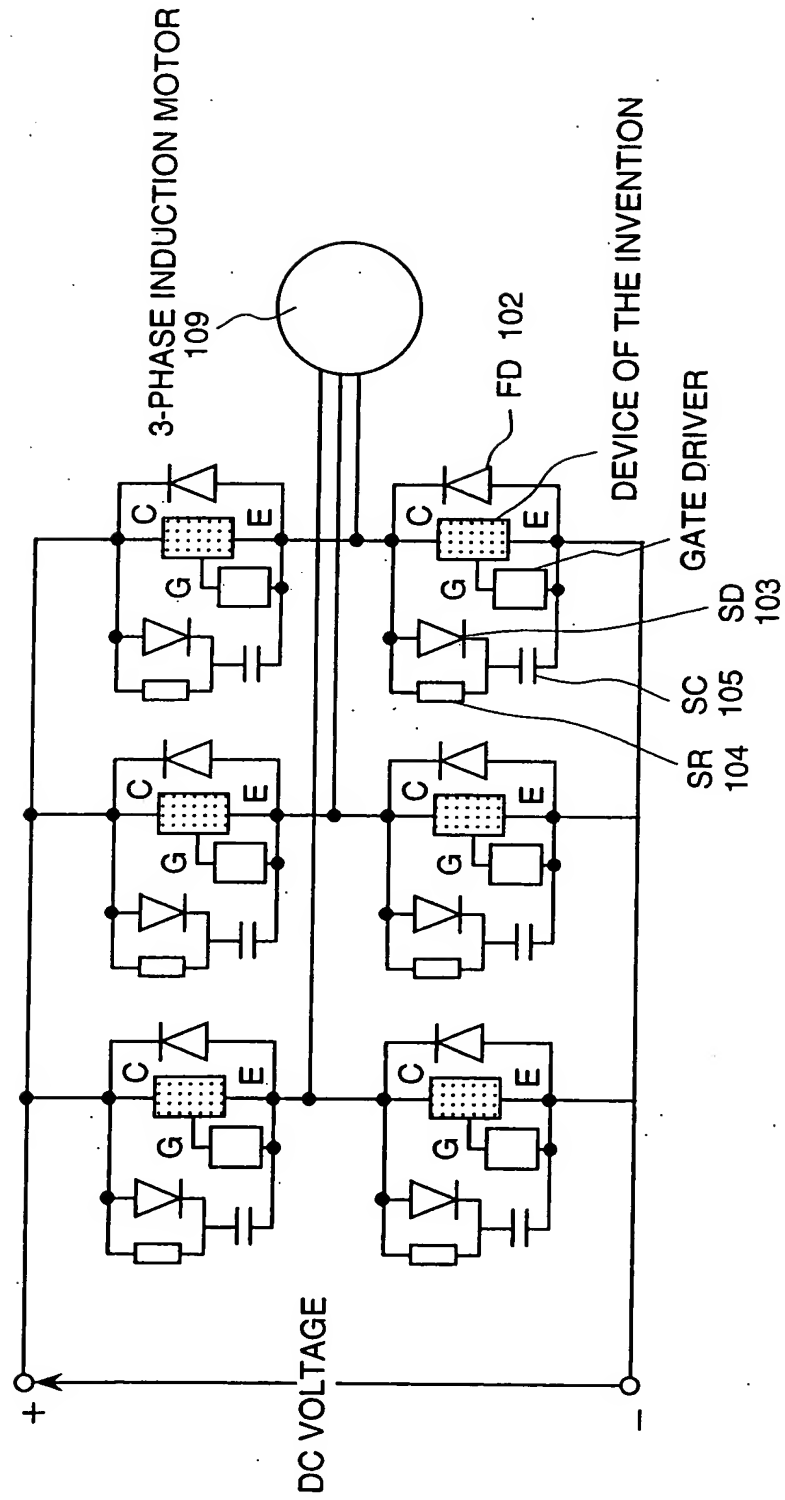 3-PHASE INDUCTION MOTOR
109
C
G
E
C
G
E
C
G
E
+
DC VOLTAGE
−
C
G
E
C
G
E
C
G
E
FD 102
DEVICE OF THE INVENTION
GATE DRIVER
SD
103
SC
105
SR
104